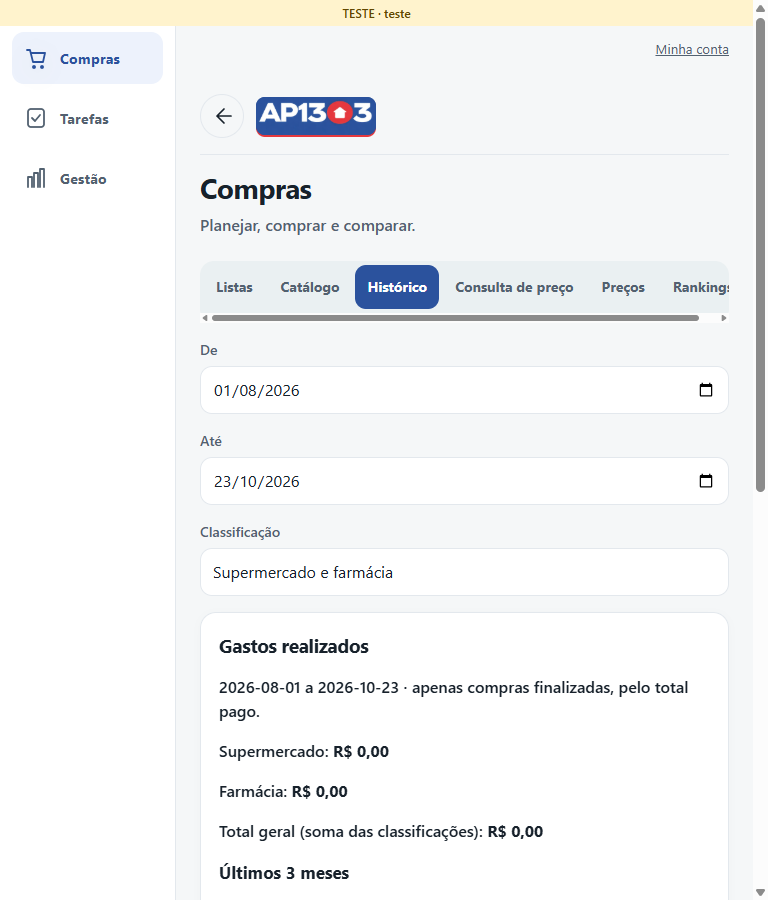 TESTE · teste
Compras
Minha conta
Tarefas
Gestão
AP1303
Compras
Planejar, comprar e comparar.
Listas
Catálogo
Histórico
Consulta de preço
Preços
Rankings
De
01/08/2026
Até
23/10/2026
Classificação
Supermercado e farmácia
Gastos realizados
2026-08-01 a 2026-10-23 · apenas compras finalizadas, pelo total
pago.
Supermercado: R$ 0,00
Farmácia: R$ 0,00
Total geral (soma das classificações): R$ 0,00
Últimos 3 meses